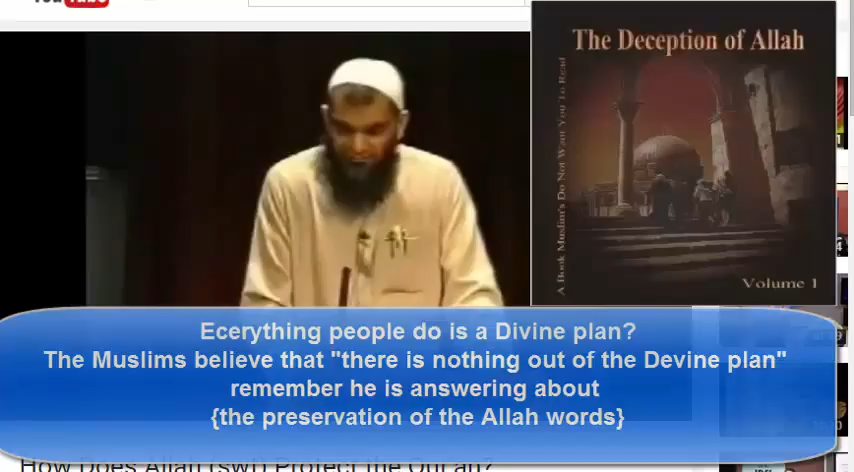 YouTube
The Deception of Allah
A Book Muslim's Do Not Want You To Read
Volume 1
Ecerything people do is a Divine plan?
The Muslims believe that "there is nothing out of the Devine plan"
remember he is answering about
{the preservation of the Allah words}
How Does Allah (swt) Protect the Qur'an?